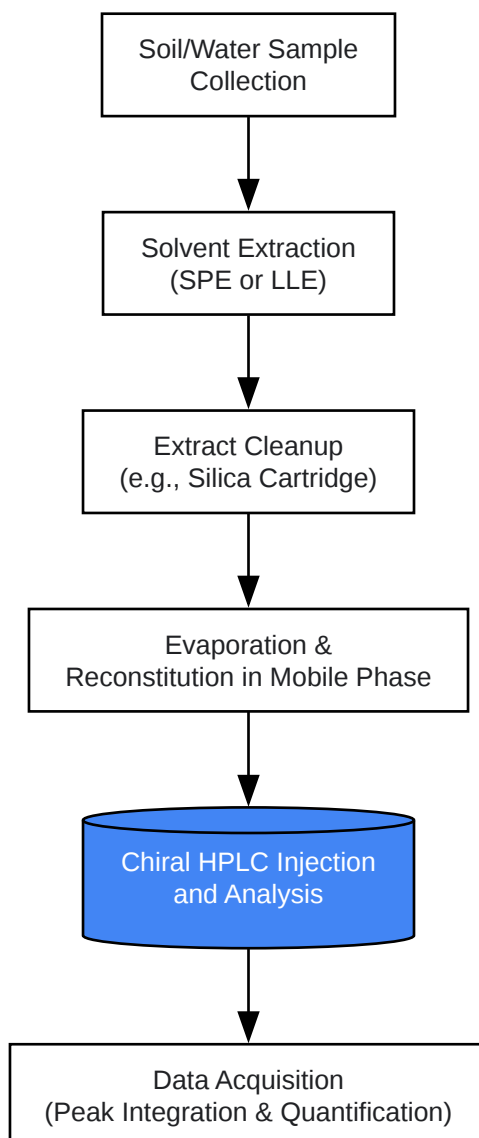 Soil/Water Sample
Collection
Solvent Extraction
(SPE or LLE)
Extract Cleanup
(e.g., Silica Cartridge)
Evaporation &
Reconstitution in Mobile Phase
Chiral HPLC Injection
and Analysis
Data Acquisition
(Peak Integration & Quantification)